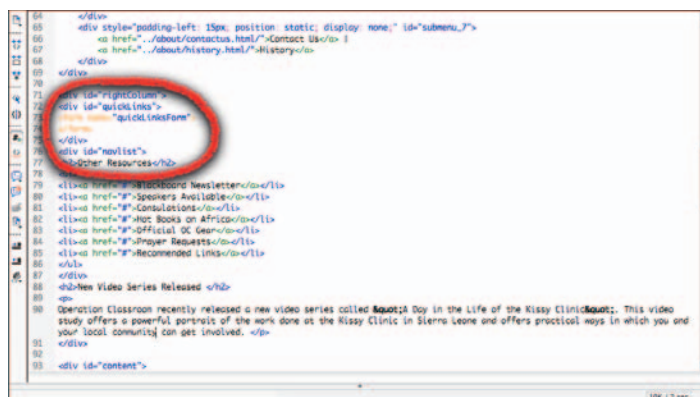 64 </div>
65 <div style="padding-left: 15px; position: static; display: none;" id="submenu_7">
66 <a href="../about/contactus.html/">Contact Us</a> |
67 <a href="../about/history.html/">History</a>
68 </div>
69 </div>
70
71 <div id="rightColumn">
72 <div id="quickLinks">
73 <form name="quickLinksForm"
74 </form>
75 </div>
76 <div id="navlist">
77 <h2>Other Resources</h2>
78
79 <li><a href="#">Blackboard Newsletter</a></li>
80 <li><a href="#">Speakers Available</a></li>
81 <li><a href="#">Consulations</a></li>
82 <li><a href="#">Hot Books on Africa</a></li>
83 <li><a href="#">Official OC Gear</a></li>
84 <li><a href="#">Prayer Requests</a></li>
85 <li><a href="#">Recommended Links</a></li>
86 </ul>
87 </div>
88 <h2>New Video Series Released </h2>
89 <p>
90 Operation Classroom recently released a new video series called &quot;A Day in the Life of the Kissy Clinic&quot;. This video
study offers a powerful portrait of the work done at the Kissy Clinic in Sierra Leone and offers practical ways in which you and
your local community can get involved. </p>
91 </div>
92
93 <div id="content">